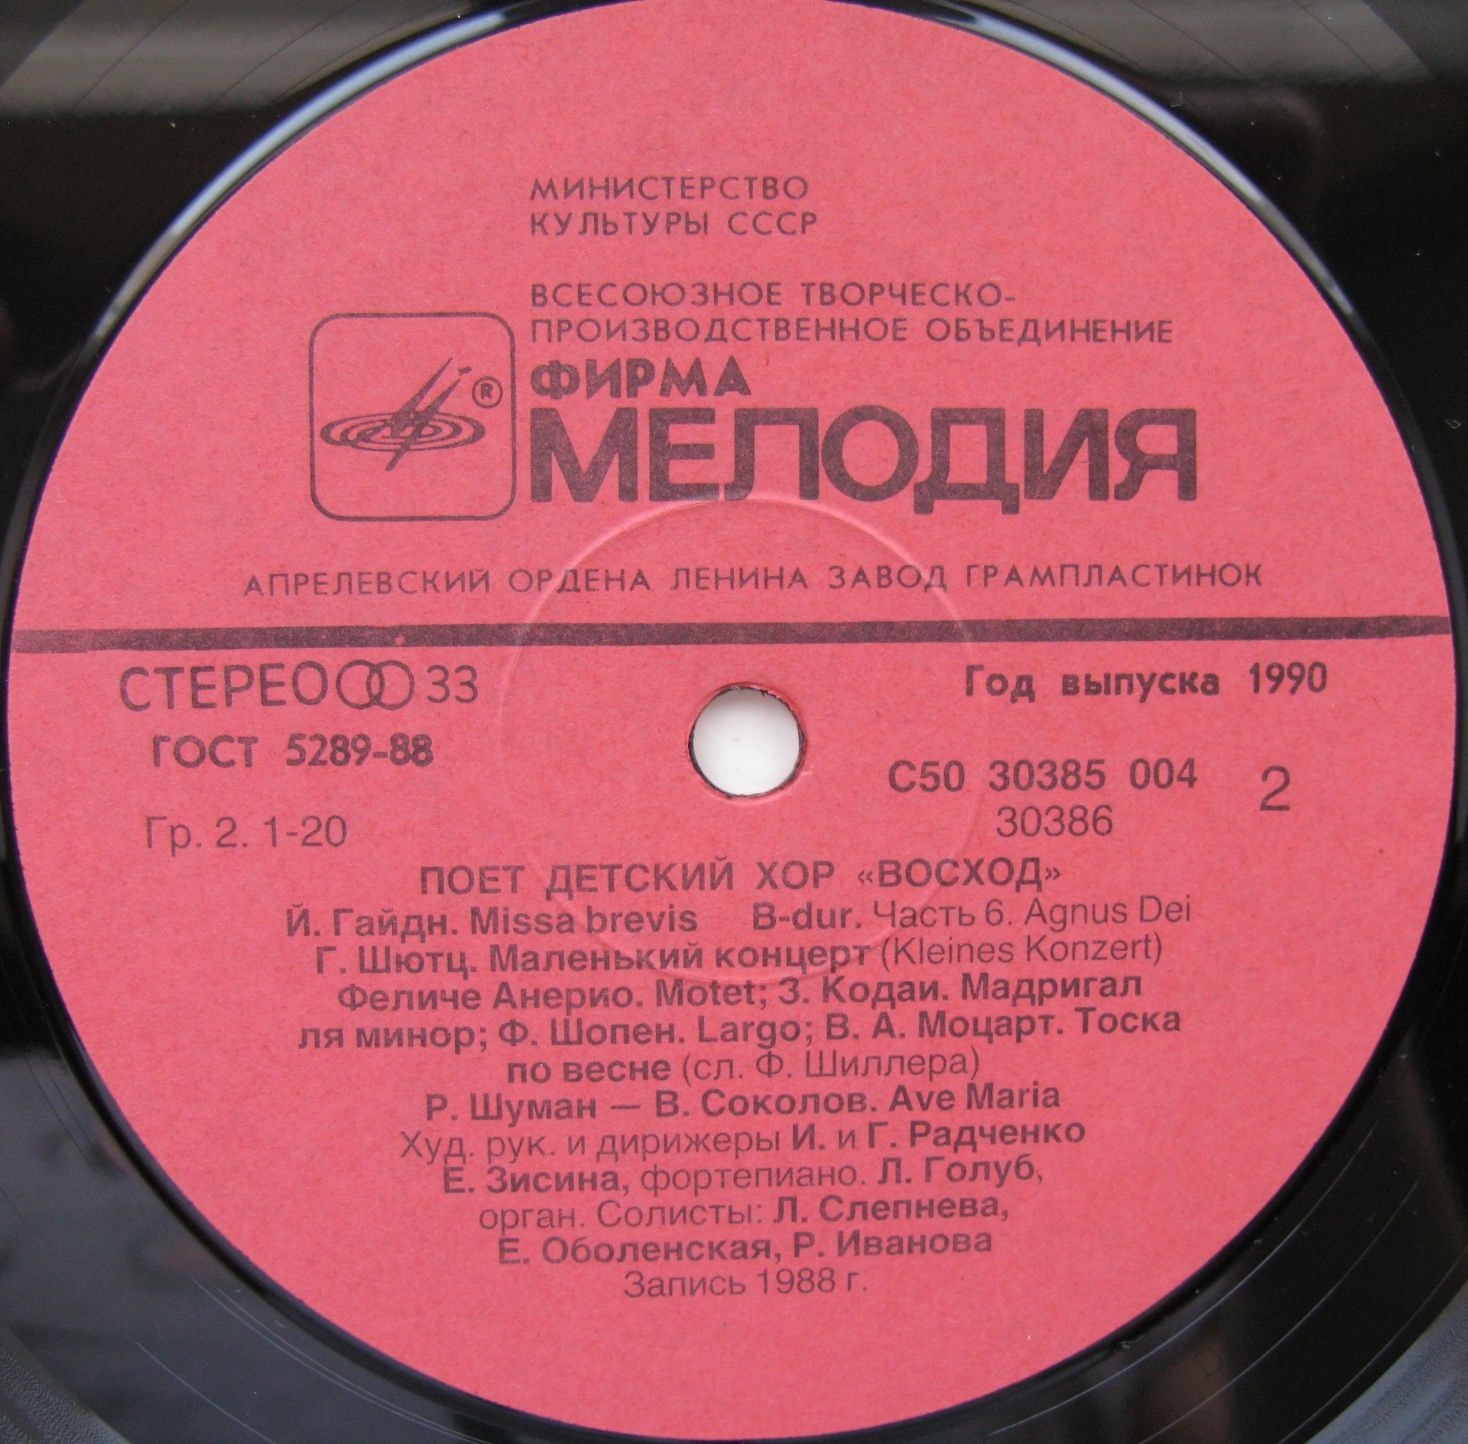 МИНИСТЕРСТВО
КУЛЬТУРЫ СССР
ВСЕСОЮЗНОЕ ТВОРЧЕСКО-
ПРОИЗВОДСТВЕННОЕ ОБЪЕДИНЕНИЕ
ФИРМА
®
МЕЛОДИЯ
АПРЕЛЕВСКИЙ ОРДЕНА ЛЕНИНА ЗАВОД ГРАМПЛАСТИНОК
СТЕРЕО 33
Год выпуска 1990
ГОСТ 5289-88
С50 30385 004
2
30386
Гр. 2. 1-20
ПОЕТ ДЕТСКИЙ ХОР «ВОСХОД»
Й. Гайдн. Missa brevis B-dur. Часть 6. Agnus Dei
Г. Шютц. Маленький концерт (Kleines Konzert)
Феличе Анерио. Motet; З. Кодаи. Мадригал
ля минор; Ф. Шопен. Largo; В. А. Моцарт. Тоска
по весне (сл. Ф. Шиллера)
Р. Шуман — В. Соколов. Ave Maria
Худ. рук. и дирижеры И. и Г. Радченко
Е. Зисина, фортепиано. Л. Голуб,
орган. Солисты: Л. Слепнева,
Е. Оболенская, Р. Иванова
Запись 1988 г.